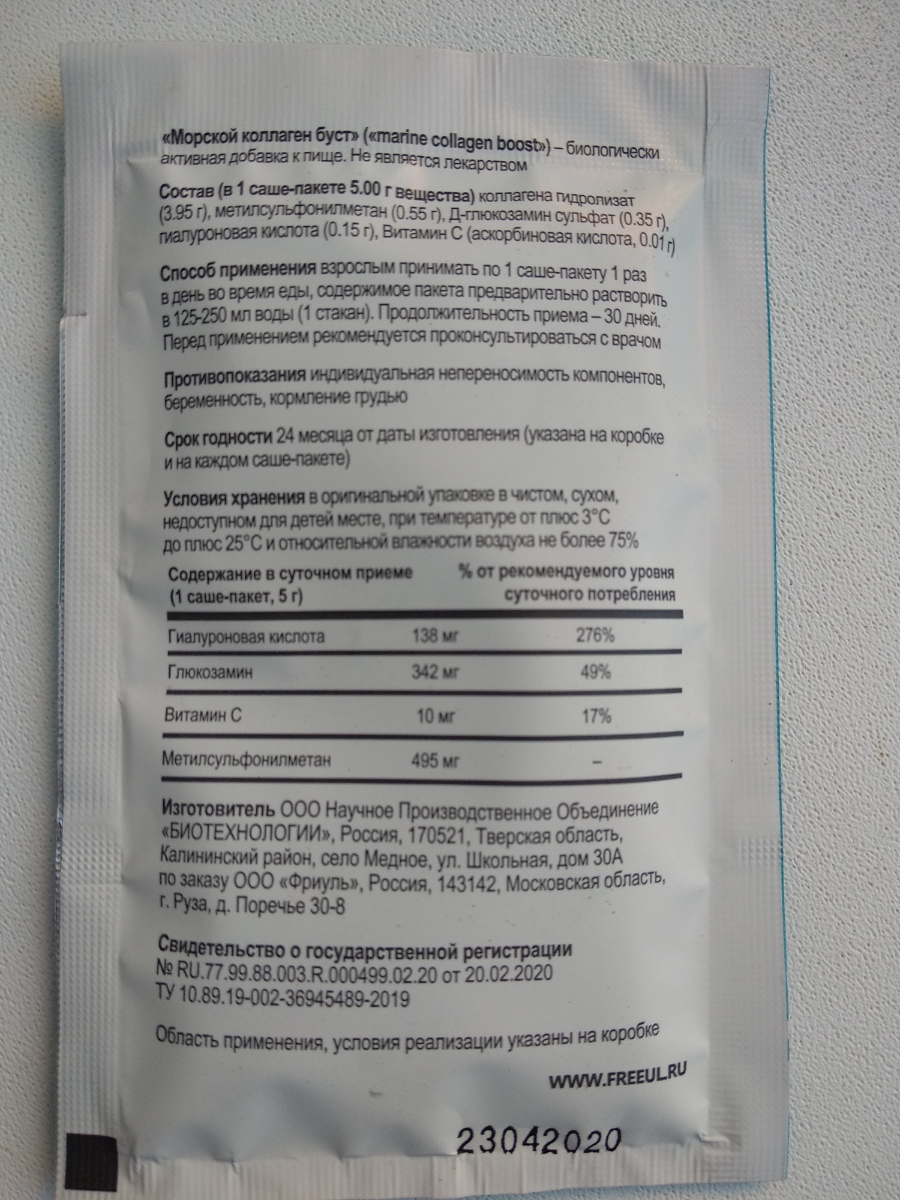 «Морской коллаген буст» («marine collagen boost») – биологически
активная добавка к пище. Не является лекарством
Состав (в 1 саше-пакете 5.00 г вещества) коллагена гидролизат
(3.95 г), метилсульфонилметан (0.55 г), Д-глюкозамин сульфат (0.35 г),
гиалуроновая кислота (0.15 г), Витамин С (аскорбиновая кислота, 0.01 г)
Способ применения взрослым принимать по 1 саше-пакету 1 раз
в день во время еды, содержимое пакета предварительно растворить
в 125-250 мл воды (1 стакан). Продолжительность приема – 30 дней.
Перед применением рекомендуется проконсультироваться с врачом
Противопоказания индивидуальная непереносимость компонентов,
беременность, кормление грудью
Срок годности 24 месяца от даты изготовления (указана на коробке
и на каждом саше-пакете)
Условия хранения в оригинальной упаковке в чистом, сухом,
недоступном для детей месте, при температуре от плюс 3°С
до плюс 25°С и относительной влажности воздуха не более 75%
Содержание в суточном приеме % от рекомендуемого уровня
(1 саше-пакет, 5 г) суточного потребления
Гиалуроновая кислота 138 мг 276%
Глюкозамин 342 мг 49%
Витамин С 10 мг 17%
Метилсульфонилметан 495 мг –
Изготовитель ООО Научное Производственное Объединение
«БИОТЕХНОЛОГИИ», Россия, 170521, Тверская область,
Калининский район, село Медное, ул. Школьная, дом 30А
по заказу ООО «Фриуль», Россия, 143142, Московская область,
г. Руза, д. Поречье 30-8
Свидетельство о государственной регистрации
№ RU.77.99.88.003.R.000499.02.20 от 20.02.2020
ТУ 10.89.19-002-36945489-2019
Область применения, условия реализации указаны на коробке
WWW.FREEUL.RU
23042020